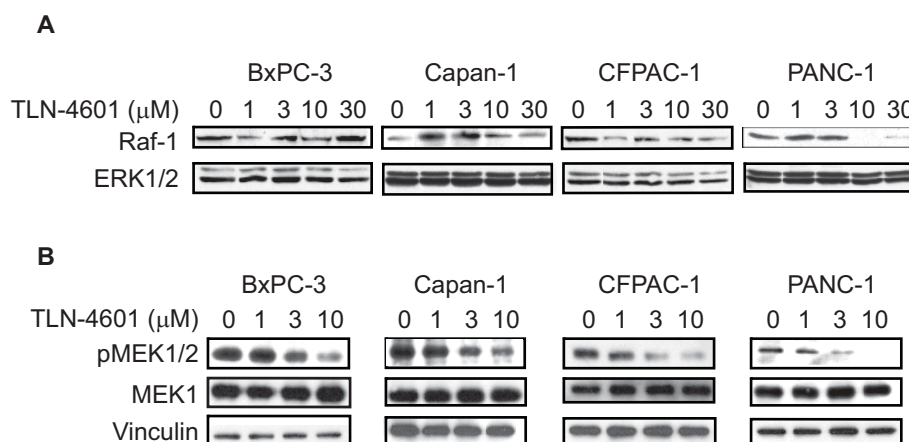 A
BxPC-3 Capan-1 CFPAC-1 PANC-1
TLN-4601 (μM) 0 1 3 10 30 0 1 3 10 30 0 1 3 10 30 0 1 3 10 30
Raf-1
ERK1/2
B
BxPC-3 Capan-1 CFPAC-1 PANC-1
TLN-4601 (μM) 0 1 3 10 0 1 3 10 0 1 3 10 0 1 3 10
pMEK1/2
MEK1
Vinculin